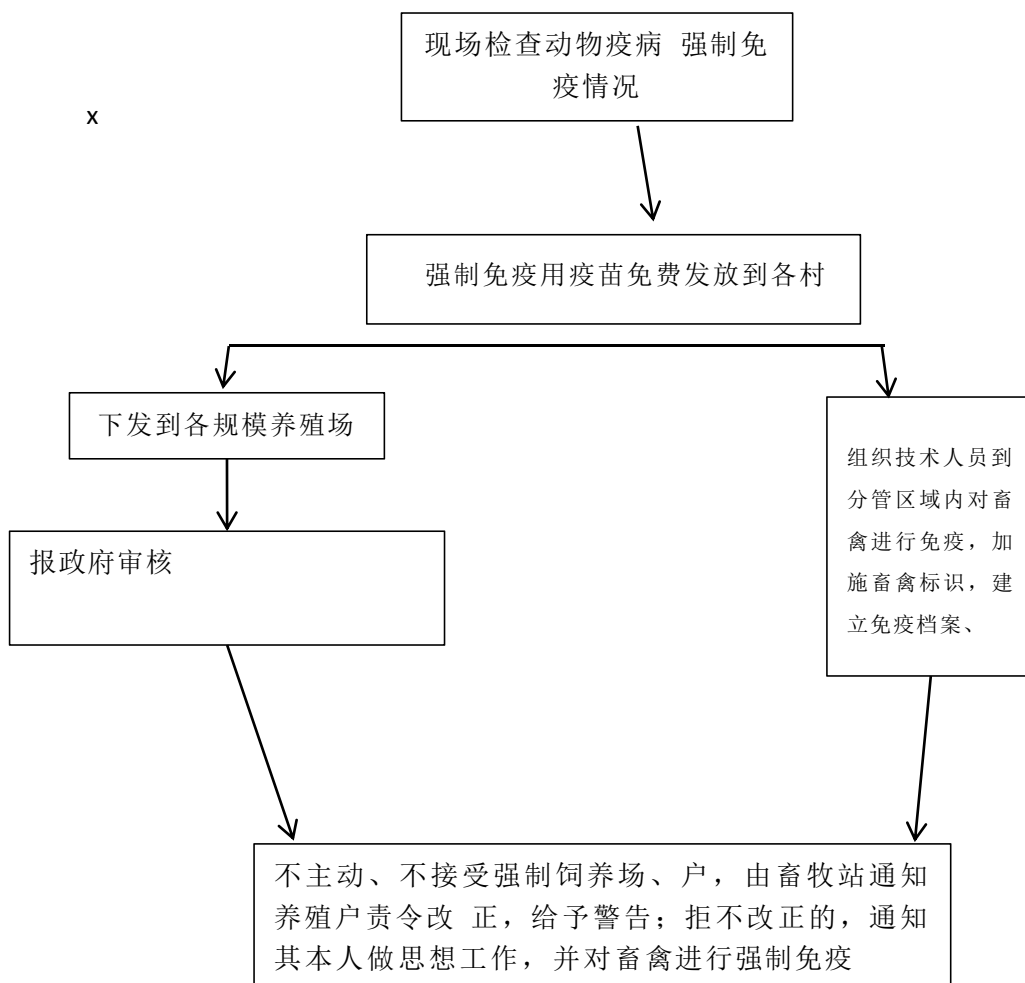 现场检查动物疫病 强制免
疫情况
x
强制免疫用疫苗免费发放到各村
下发到各规模养殖场
组织技术人员到
分管区域内对畜
禽进行免疫，加
施畜禽标识，建
立免疫档案、
报政府审核
不主动、不接受强制饲养场、户，由畜牧站通知
养殖户责令改 正，给予警告；拒不改正的，通知
其本人做思想工作，并对畜禽进行强制免疫